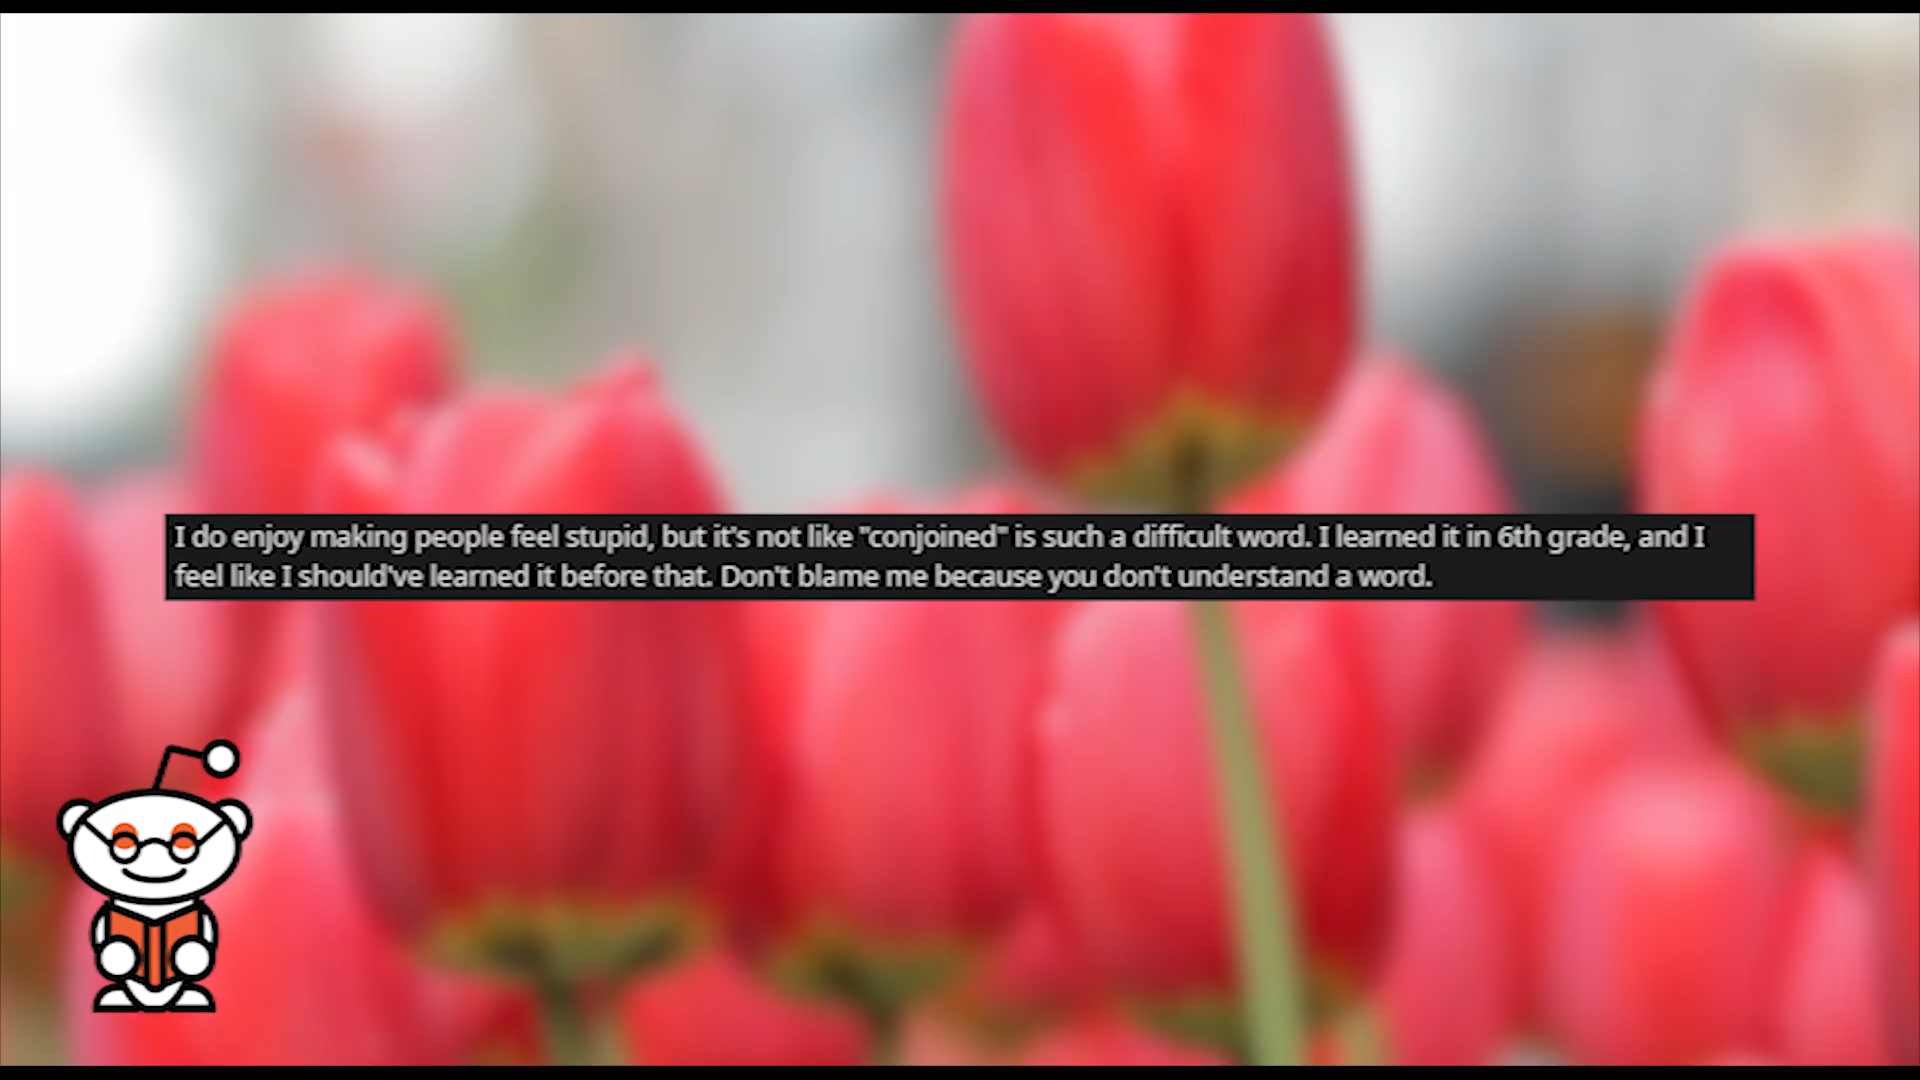 I do enjoy making people feel stupid, but it's not like "conjoined" is such a difficult word. I learned it in 6th grade, and I
feel like I should've learned it before that. Don't blame me because you don't understand a word.